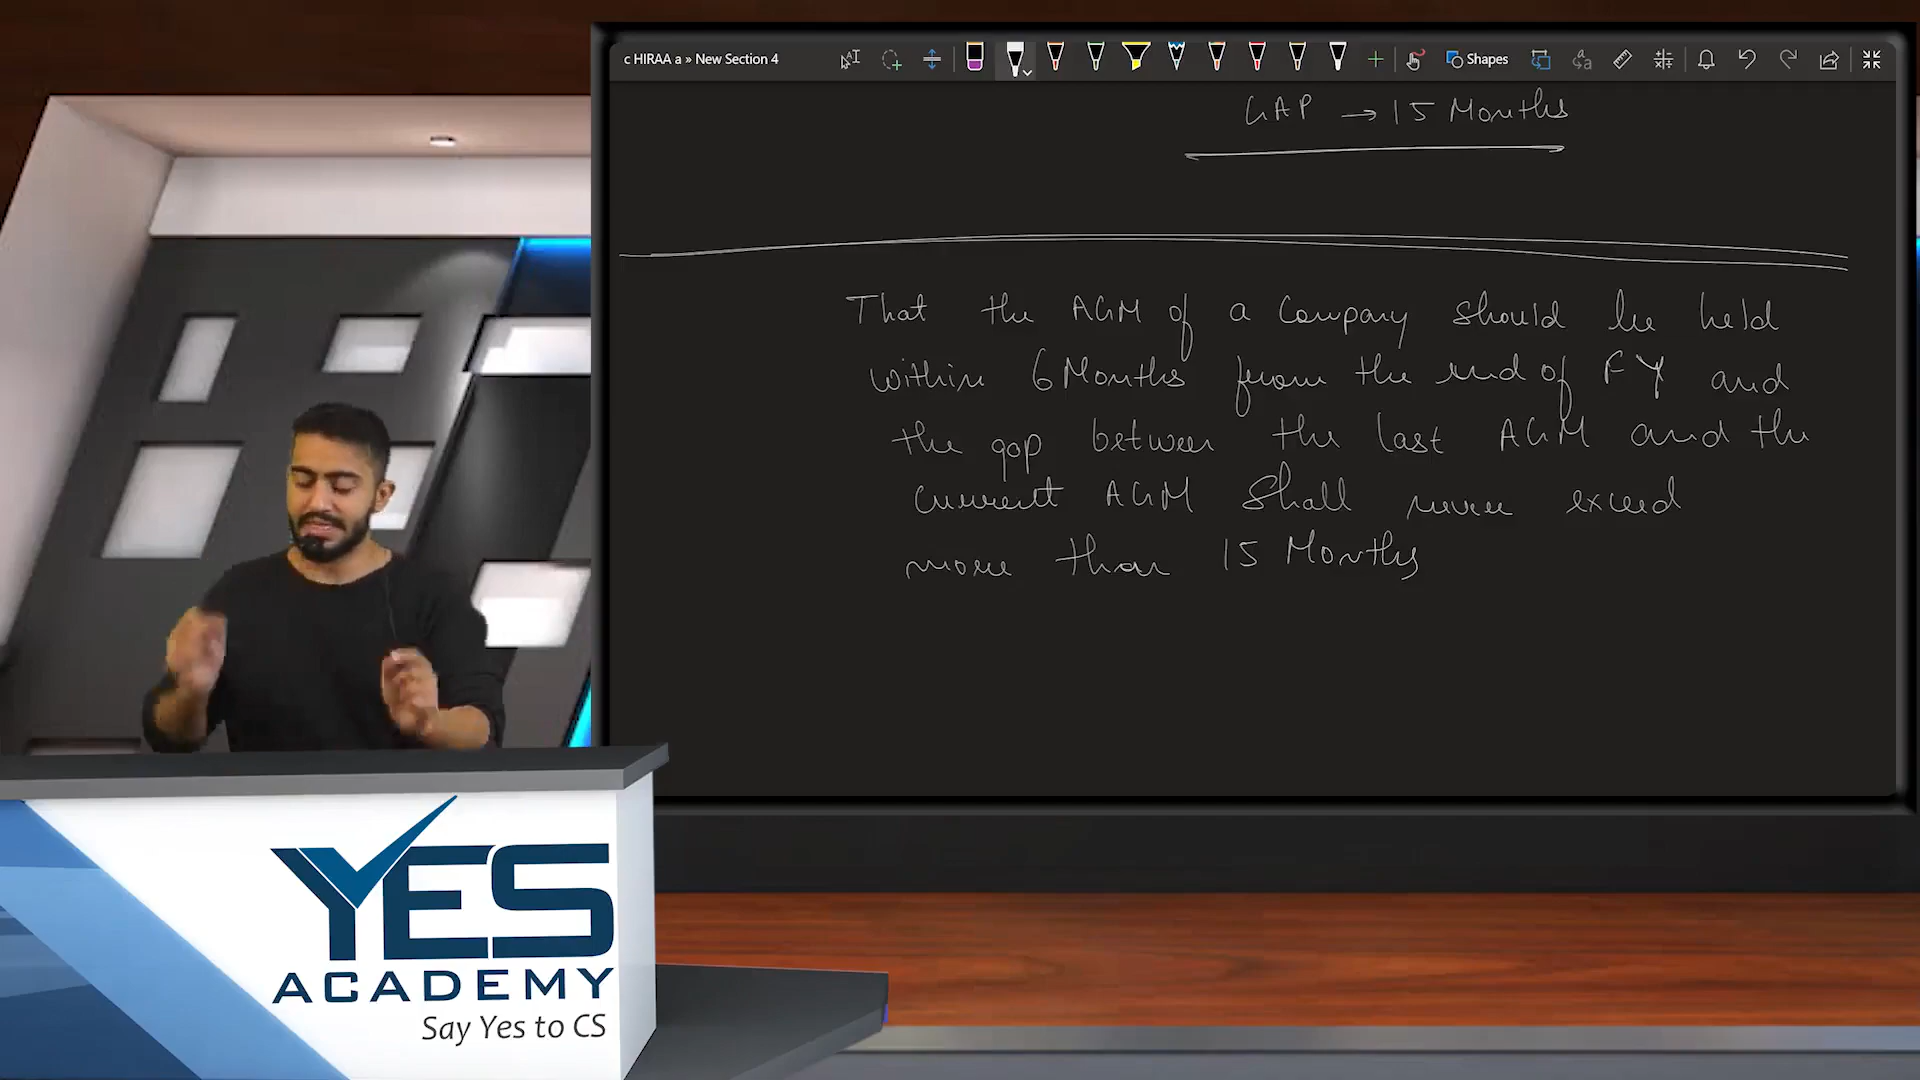 c HIRAA a » New Section 4
Shapes
GAP → 15 Months
That the AGM of a Company should be held
within 6 Months from the end of FY and
the gap between the last AGM and the
current AGM Shall never exceed
more than 15 Months
YES
ACADEMY
Say Yes to CS